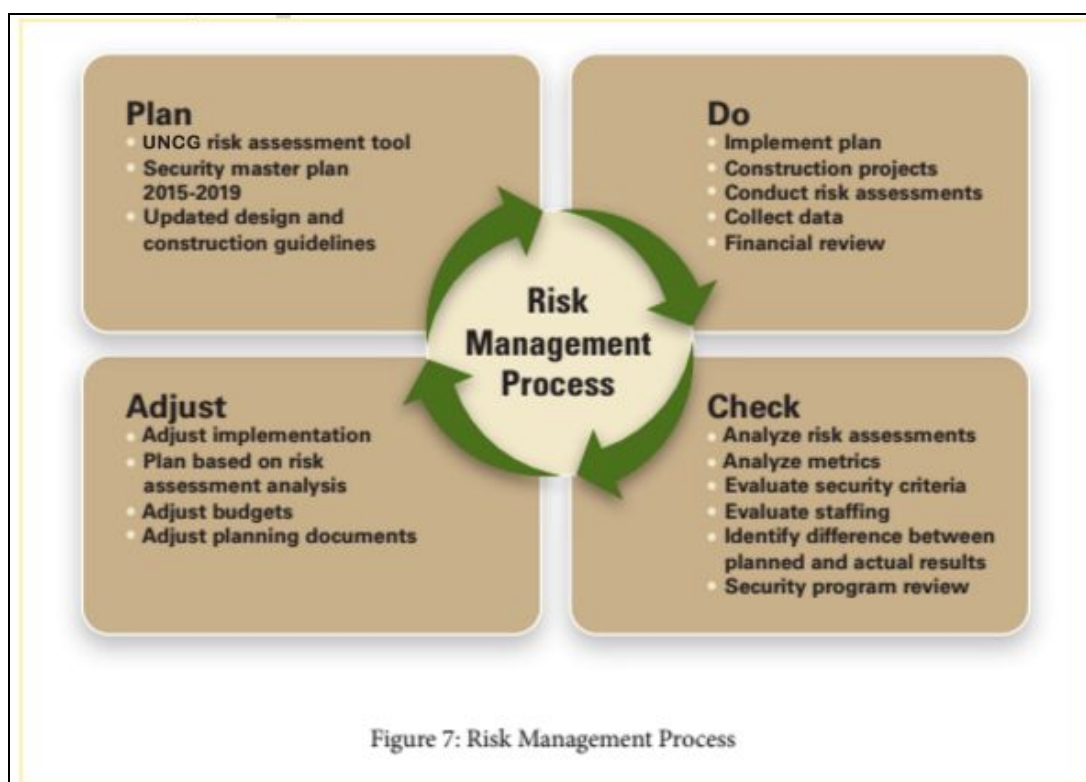 Plan
• UNCG risk assessment tool
• Security master plan
2015-2019
• Updated design and
construction guidelines
Do
• Implement plan
• Construction projects
• Conduct risk assessments
• Collect data
• Financial review
Risk
Management
Process
Adjust
• Adjust implementation
• Plan based on risk
assessment analysis
• Adjust budgets
• Adjust planning documents
Check
• Analyze risk assessments
• Analyze metrics
• Evaluate security criteria
• Evaluate staffing
• Identify difference between
planned and actual results
• Security program review
Figure 7: Risk Management Process